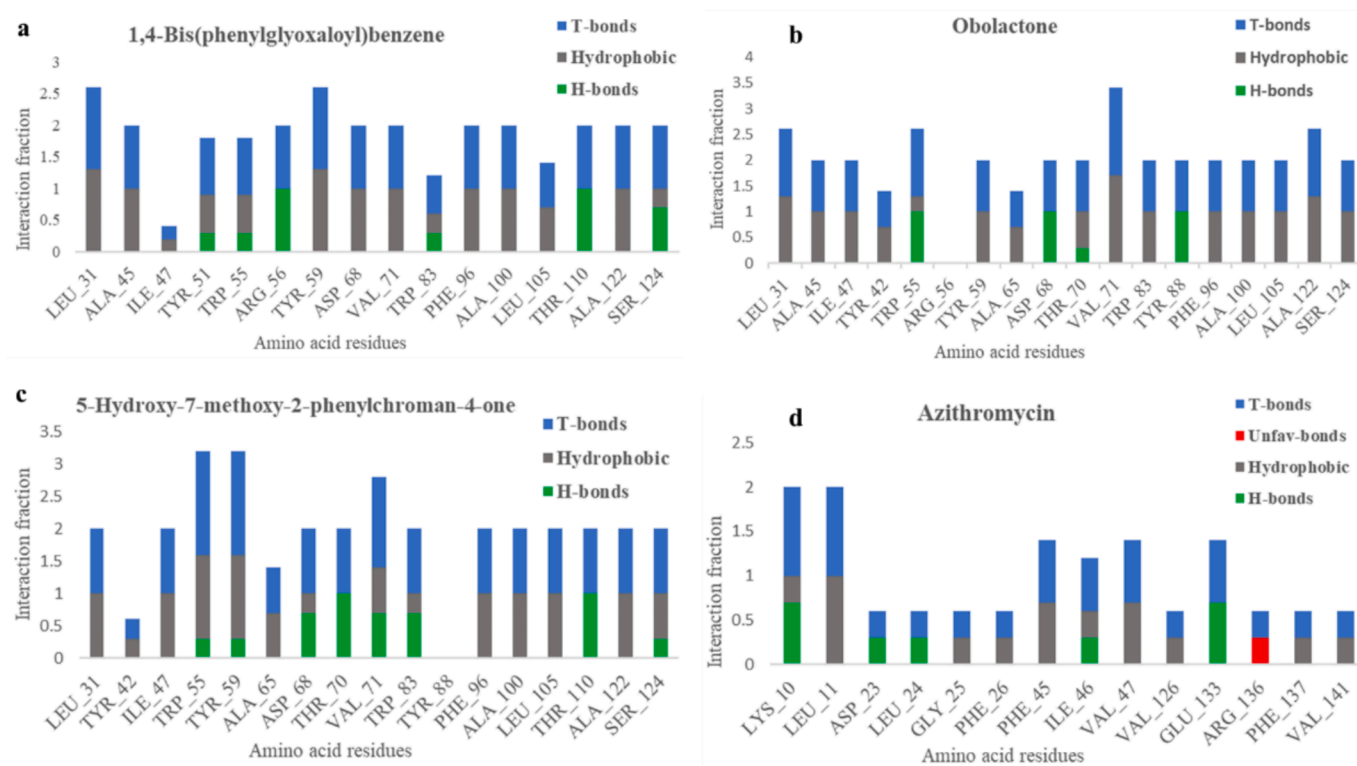 a
1,4-Bis(phenylglyoxaloyl)benzene
T-bonds
Hydrophobic
H-bonds
3
2.5
2
1.5
1
0.5
0
Interaction fraction
LEU_31
ALA_45
ILE_47
TYR_51
TRP_55
ARG_56
TYR_59
ASP_68
VAL_71
TRP_83
PHE_96
ALA_100
LEU_105
THR_110
ALA_122
SER_124
Amino acid residues
b
Obolactone
T-bonds
Hydrophobic
H-bonds
4
3.5
3
2.5
2
1.5
1
0.5
0
Interaction fraction
LEU_31
ALA_45
ILE_47
TYR_42
TRP_55
ARG_56
TYR_59
ALA_65
ASP_68
THR_70
VAL_71
TRP_83
TYR_88
PHE_96
ALA_100
LEU_105
ALA_122
SER_124
Amino acid residues
c
5-Hydroxy-7-methoxy-2-phenylchroman-4-one
T-bonds
Hydrophobic
H-bonds
3.5
3
2.5
2
1.5
1
0.5
0
Interaction fraction
LEU_31
TYR_42
ILE_47
TRP_55
TYR_59
ALA_65
ASP_68
THR_70
VAL_71
TRP_83
TYR_88
PHE_96
ALA_100
LEU_105
THR_110
ALA_122
SER_124
Amino acid residues
d
Azithromycin
T-bonds
Unfav-bonds
Hydrophobic
H-bonds
2.5
2
1.5
1
0.5
0
Interaction fraction
LYS_10
LEU_11
ASP_23
LEU_24
GLY_25
PHE_26
PHE_45
ILE_46
VAL_47
VAL_126
GLU_133
ARG_136
PHE_137
VAL_141
Amino acid residues